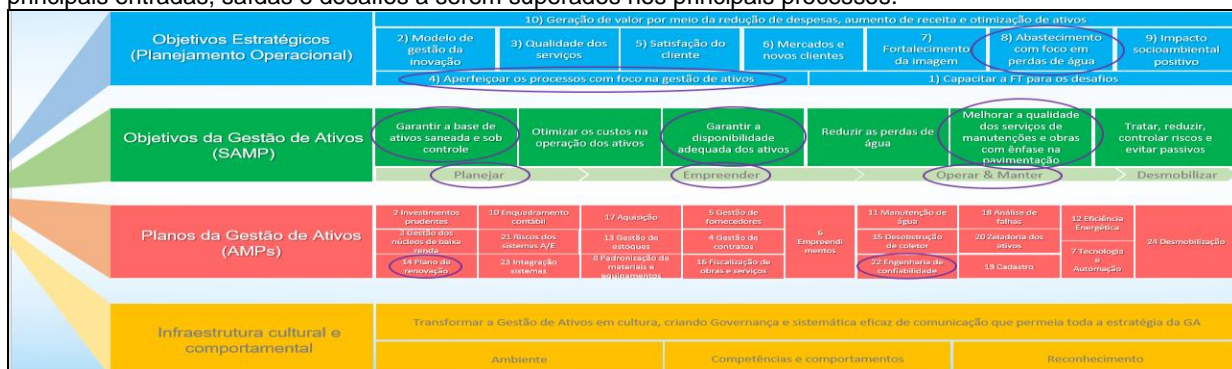 principais entradas, saídas e desafios a serem superados nos principais processos.
10) Geração de valor por meio da redução de despesas, aumento de receita e otimização de ativos
Objetivos Estratégicos
(Planejamento Operacional)
2) Modelo de
gestão da
inovação
3) Qualidade dos
serviços
5) Satisfação do
cliente
6) Mercados e
novos clientes
7)
Fortalecimento
da imagem
8) Abastecimento
com foco em
perdas de água
9) Impacto
socioambiental
positivo
4) Aperfeiçoar os processos com foco na gestão de ativos
1) Capacitar a FT para os desafios
Objetivos da Gestão de Ativos
(SAMP)
Garantir a base de
ativos saneada e sob
controle
Otimizar os custos na
operação dos ativos
Garantir a
disponibilidade
adequada dos ativos
Reduzir as perdas de
água
Melhorar a qualidade
dos serviços de
manutenções e obras
com ênfase na
pavimentação
Tratar, reduzir,
controlar riscos e
evitar passivos
Planejar
Empreender
Operar & Manter
Desmobilizar
Planos da Gestão de Ativos
(AMPs)
2 Investimentos
prudentes
3 Gestão dos
núcleos de baixa
renda
14 Plano de
renovação
10 Enquadramento
contábil
21 Riscos dos
sistemas A/E
23 Integração
sistemas
17 Aquisição
13 Gestão de
estoques
8 Padronização de
materiais e
equipamentos
5 Gestão de
fornecedores
4 Gestão de
contratos
16 Fiscalização de
obras e serviços
6
Empreendi
mentos
11 Manutenção de
água
15 Desobstrução
de coletor
22 Engenharia de
confiabilidade
18 Análise de
falhas
20 Zeladoria dos
ativos
19 Cadastro
12 Eficiência
Energética
7 Tecnologia
e
Automação
24 Desmobilização
Infraestrutura cultural e
comportamental
Transformar a Gestão de Ativos em cultura, criando Governança e sistemática eficaz de comunicação que permeia toda a estratégia da GA
Ambiente
Competências e comportamentos
Reconhecimento